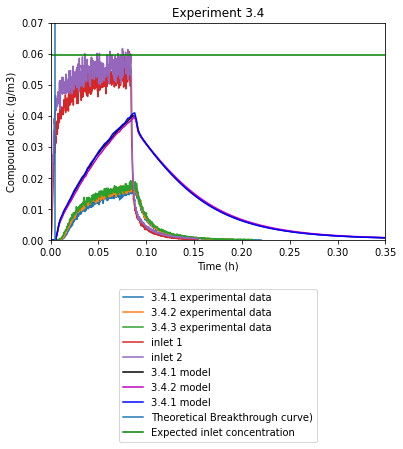 Experiment 3.4
0.07
0.06
0.05
0.04
0.03
0.02
0.01
0.00
Compound conc. (g/m3)
0.00 0.05 0.10 0.15 0.20 0.25 0.30 0.35
Time (h)
3.4.1 experimental data
3.4.2 experimental data
3.4.3 experimental data
inlet 1
inlet 2
3.4.1 model
3.4.2 model
3.4.1 model
Theoretical Breakthrough curve)
Expected inlet concentration